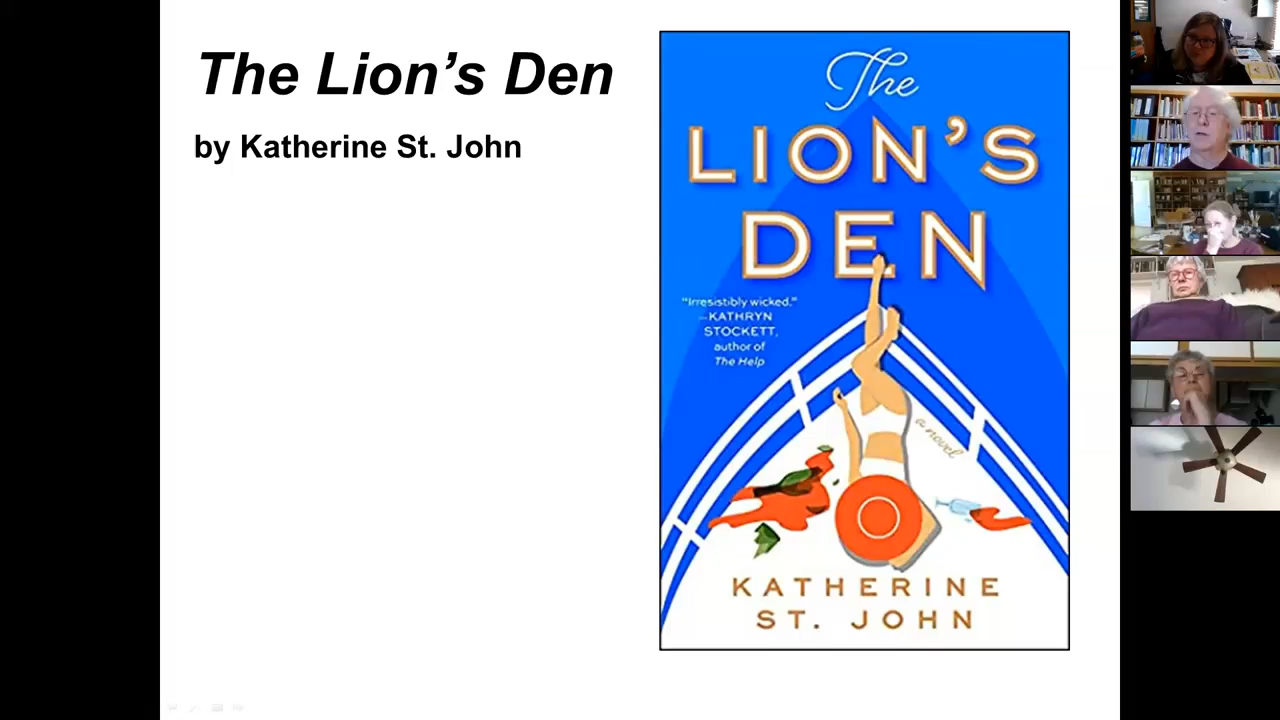 The Lion's Den
by Katherine St. John
The
LION'S
DEN
"Irresistibly wicked."
—KATHRYN
STOCKETT,
author of
The Help
a novel
KATHERINE
ST. JOHN